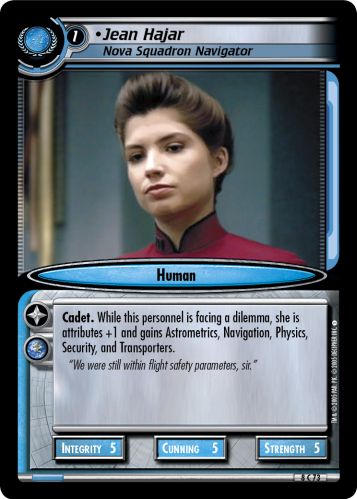 1 •Jean Hajar
Nova Squadron Navigator
Human
Cadet. While this personnel is facing a dilemma, she is
attributes +1 and gains Astrometrics, Navigation, Physics,
Security, and Transporters.
"We were still within flight safety parameters, sir."
INTEGRITY 5 CUNNING 5 STRENGTH 5
8 C 73